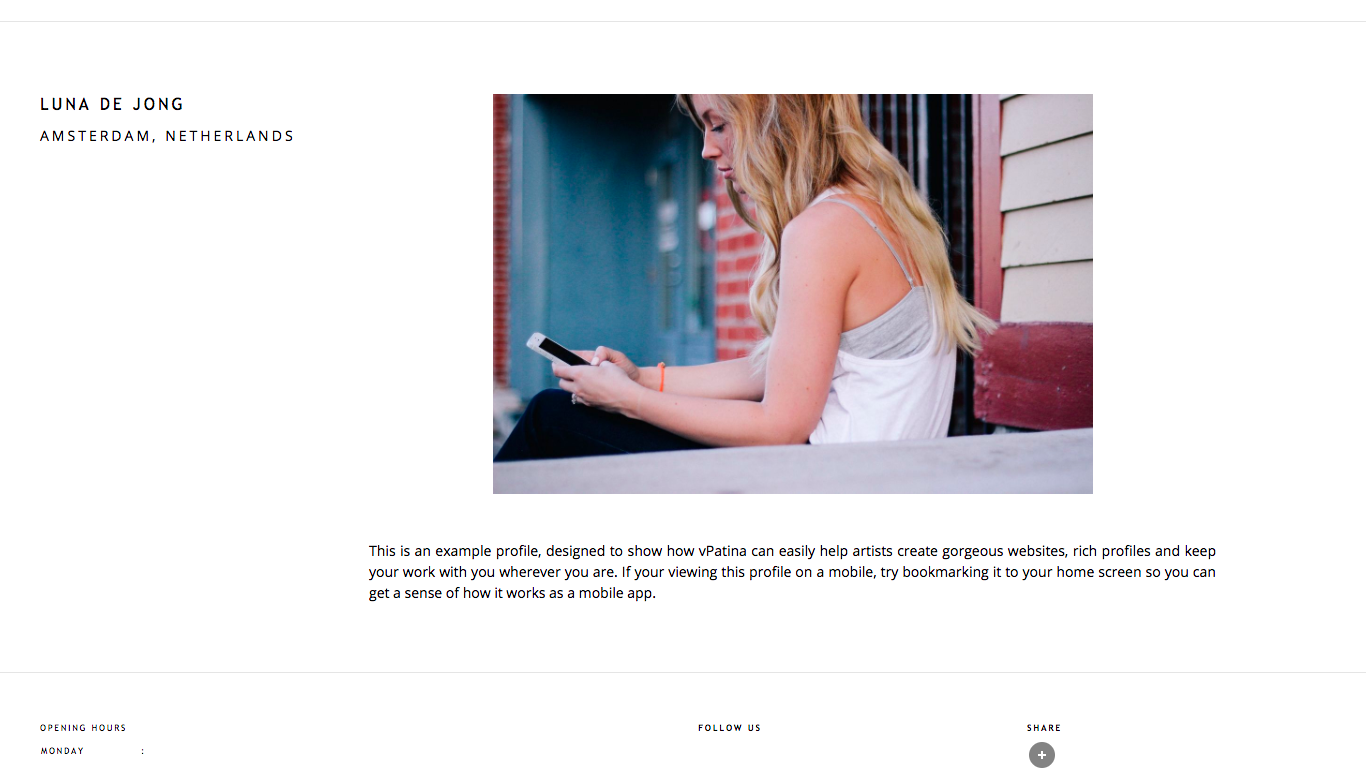 LUNA DE JONG
AMSTERDAM, NETHERLANDS
This is an example profile, designed to show how vPatina can easily help artists create gorgeous websites, rich profiles and keep
your work with you wherever you are. If your viewing this profile on a mobile, try bookmarking it to your home screen so you can
get a sense of how it works as a mobile app.
OPENING HOURS
MONDAY :
FOLLOW US
SHARE